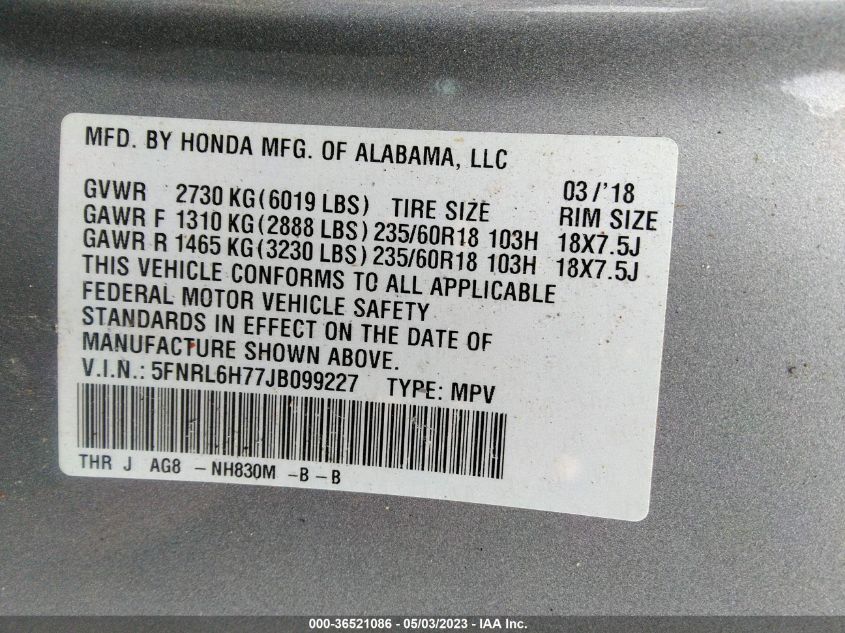 MFD. BY HONDA MFG. OF ALABAMA, LLC
03/'18
GVWR 2730 KG(6019 LBS) TIRE SIZE RIM SIZE
GAWR F 1310 KG(2888 LBS) 235/60R18 103H 18X7.5J
GAWR R 1465 KG(3230 LBS) 235/60R18 103H 18X7.5J
THIS VEHICLE CONFORMS TO ALL APPLICABLE
FEDERAL MOTOR VEHICLE SAFETY
STANDARDS IN EFFECT ON THE DATE OF
MANUFACTURE SHOWN ABOVE.
V.I.N.: 5FNRL6H77JB099227 TYPE: MPV
THR J AG8 -NH830M -B-B
000-36521086 - 05/03/2023 - IAA Inc.